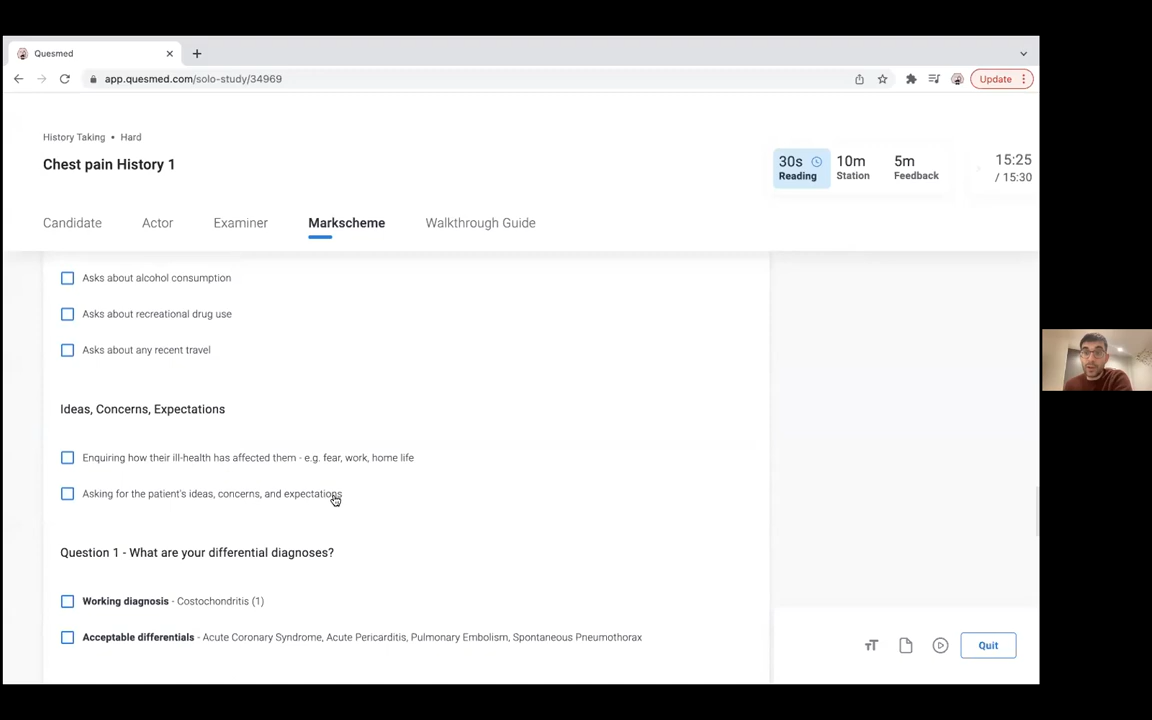 Quesmed
app.quesmed.com/solo-study/34969
Update
History Taking • Hard
Chest pain History 1
30s
Reading
10m
Station
5m
Feedback
15:25
/ 15:30
Candidate
Actor
Examiner
Markscheme
Walkthrough Guide
Asks about alcohol consumption
Asks about recreational drug use
Asks about any recent travel
Ideas, Concerns, Expectations
Enquiring how their ill-health has affected them - e.g. fear, work, home life
Asking for the patient's ideas, concerns, and expectations
Question 1 - What are your differential diagnoses?
Working diagnosis - Costochondritis (1)
Acceptable differentials - Acute Coronary Syndrome, Acute Pericarditis, Pulmonary Embolism, Spontaneous Pneumothorax
TT
Quit